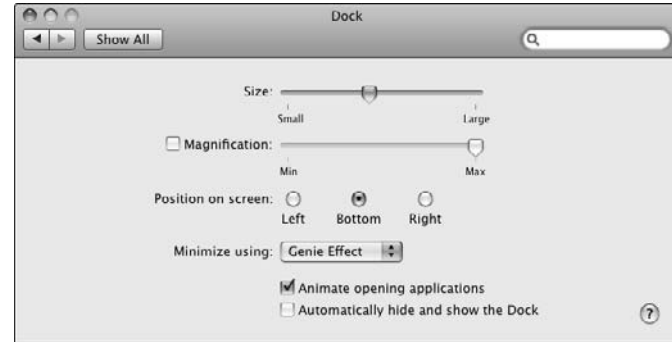 Dock
Show All
Size:
Small Large
Magnification:
Min Max
Position on screen:
Left Bottom Right
Minimize using: Genie Effect
Animate opening applications
Automatically hide and show the Dock
?